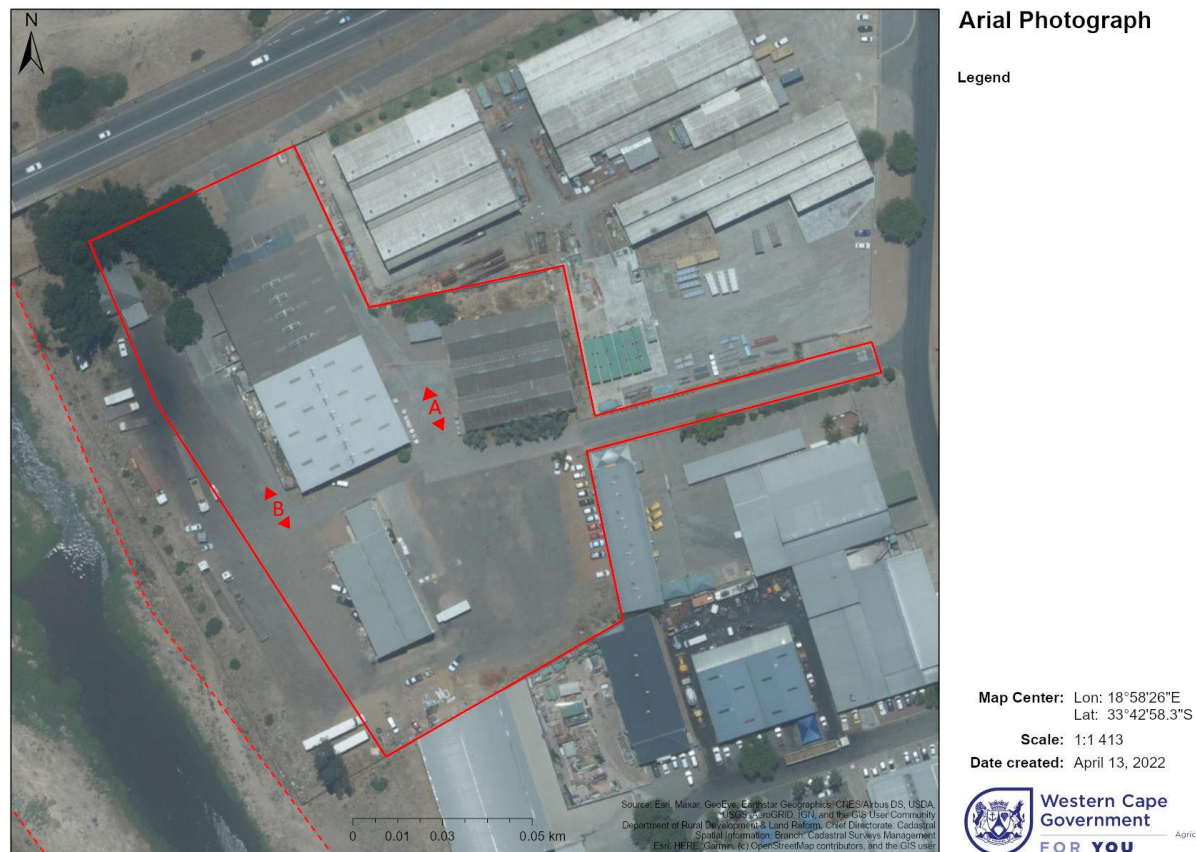 N
Arial Photograph
Legend
A
B
Map Center: Lon: 18°58'26"E
Lat: 33°42'58.3"S
Scale: 1:1 413
Date created: April 13, 2022
0 0.01 0.03 0.05 km
Source: Esri, Maxar, GeoEye, Earthstar Geographics, CNES/Airbus DS, USDA,
USGS, AeroGRID, IGN, and the GIS User Community
Department of Rural Development & Land Reform, Chief Directorate: Cadastral
Spatial Information, Branch: Cadastral Surveys Management
Esri, HERE, Garmin, (c) OpenStreetMap contributors, and the GIS user
Western Cape
Government
Agric
FOR YOU